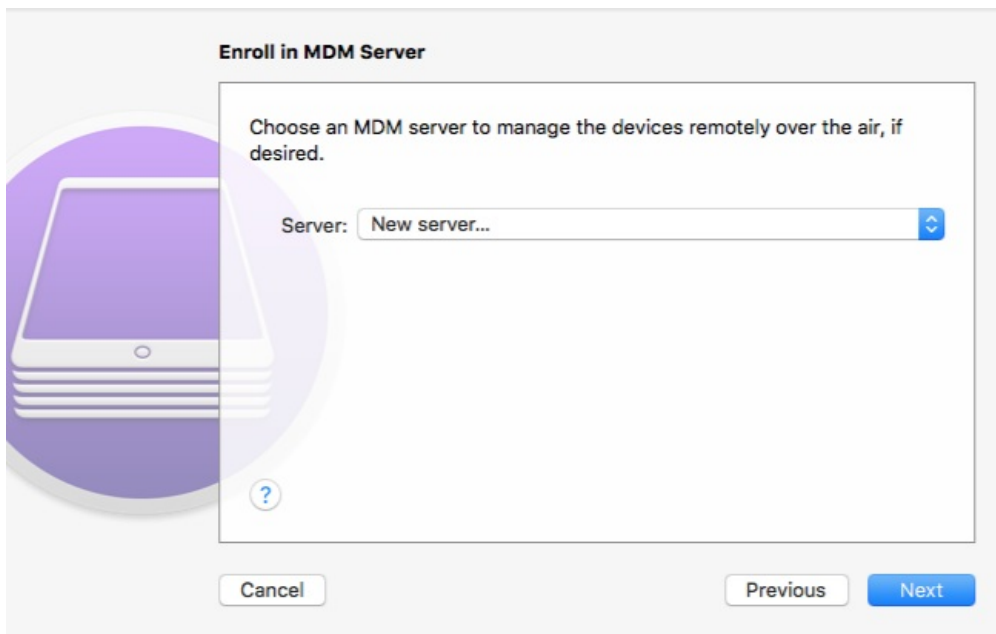 Enroll in MDM Server
Choose an MDM server to manage the devices remotely over the air, if
desired.
Server: New server...
?
Cancel Previous Next